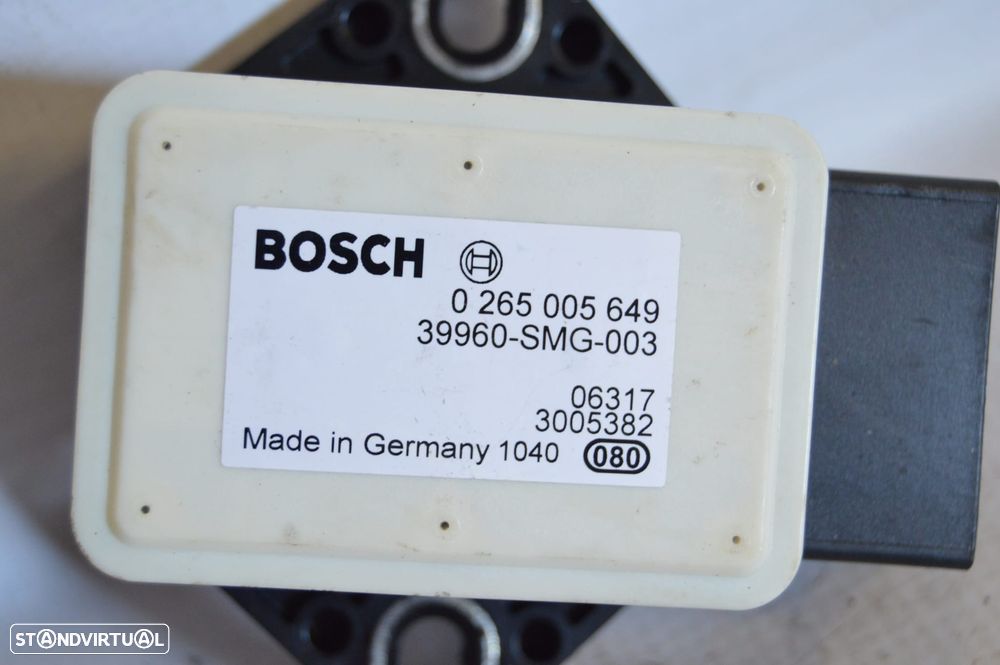 BOSCH
0 265 005 649
39960-SMG-003
06317
3005382
Made in Germany 1040 080
STANDVIRTUAL